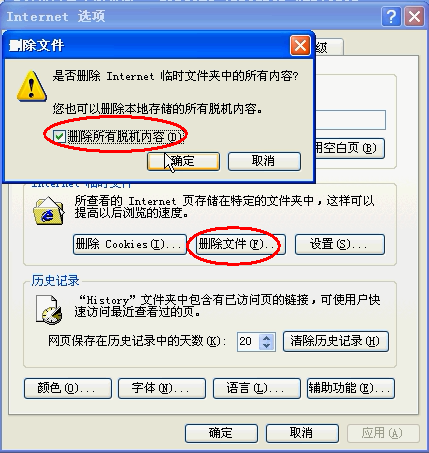 Internet 选项
删除文件
级
是否删除 Internet 临时文件夹中的所有内容?
您也可以删除本地存储的所有脱机内容。
删除所有脱机内容(D)
确定
取消
用空白页(B)
Internet 临时文件
所查看的 Internet 页存储在特定的文件夹中，这样可以
提高以后浏览的速度。
删除 Cookies(I)...
删除文件(F)...
设置(S)...
历史记录
“History”文件夹中包含有已访问页的链接，可使用户快
速访问最近查看过的页。
网页保存在历史记录中的天数(K):
20
清除历史记录(H)
颜色(O)...
字体(N)...
语言(L)...
辅助功能(E)...
确定
取消
应用(A)